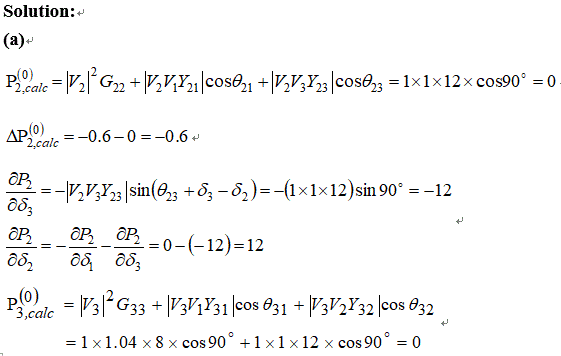 Solution:↵
(a)↵
P_{2,calc}^{(0)} = |V_2|^2 G_{22} + |V_2V_1Y_{21}|cosθ_{21} + |V_2V_3Y_{23}|cosθ_{23} = 1×1×12×cos90° = 0
ΔP_{2,calc}^{(0)} = −0.6−0 = −0.6 ↵
∂P_2/∂δ_3 = −|V_2V_3Y_{23}|sin(θ_{23} + δ_3 − δ_2) = −(1×1×12)sin 90° = −12
∂P_2/∂δ_2 = −∂P_2/∂δ_1 − ∂P_2/∂δ_3 = 0−(−12) = 12 ↵
P_{3,calc}^{(0)} = |V_3|^2 G_{33} + |V_3V_1Y_{31}|cos θ_{31} + |V_3V_2Y_{32}|cos θ_{32}
= 1×1.04×8×cos90° + 1×1×12×cos90° = 0 ↵